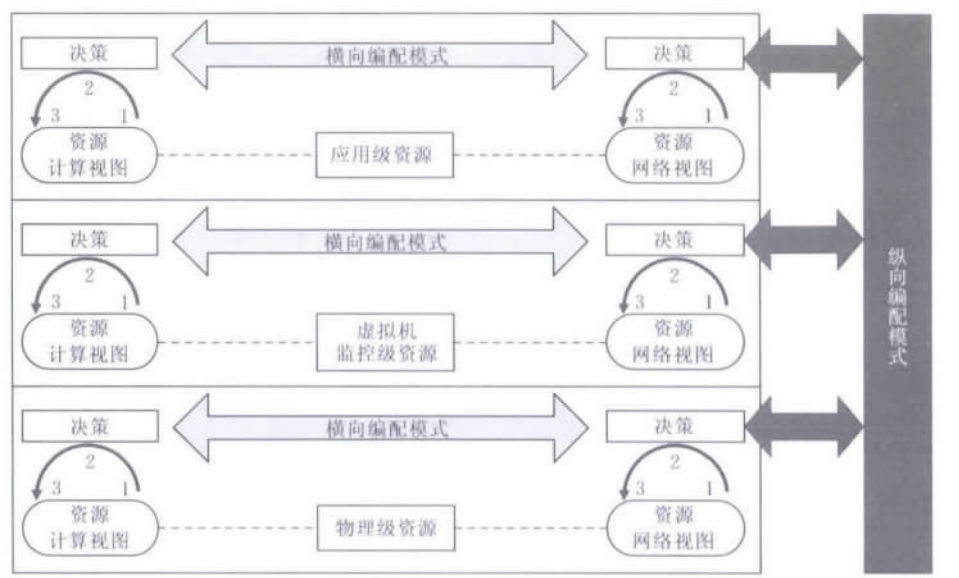 决策
横向编配模式
决策
2
3
1
资源
计算视图
应用级资源
2
3
1
资源
网络视图
决策
横向编配模式
决策
2
3
1
资源
计算视图
虚拟机
监控级资源
2
3
1
资源
网络视图
决策
横向编配模式
决策
2
3
1
资源
计算视图
物理级资源
2
3
1
资源
网络视图
纵向编配模式